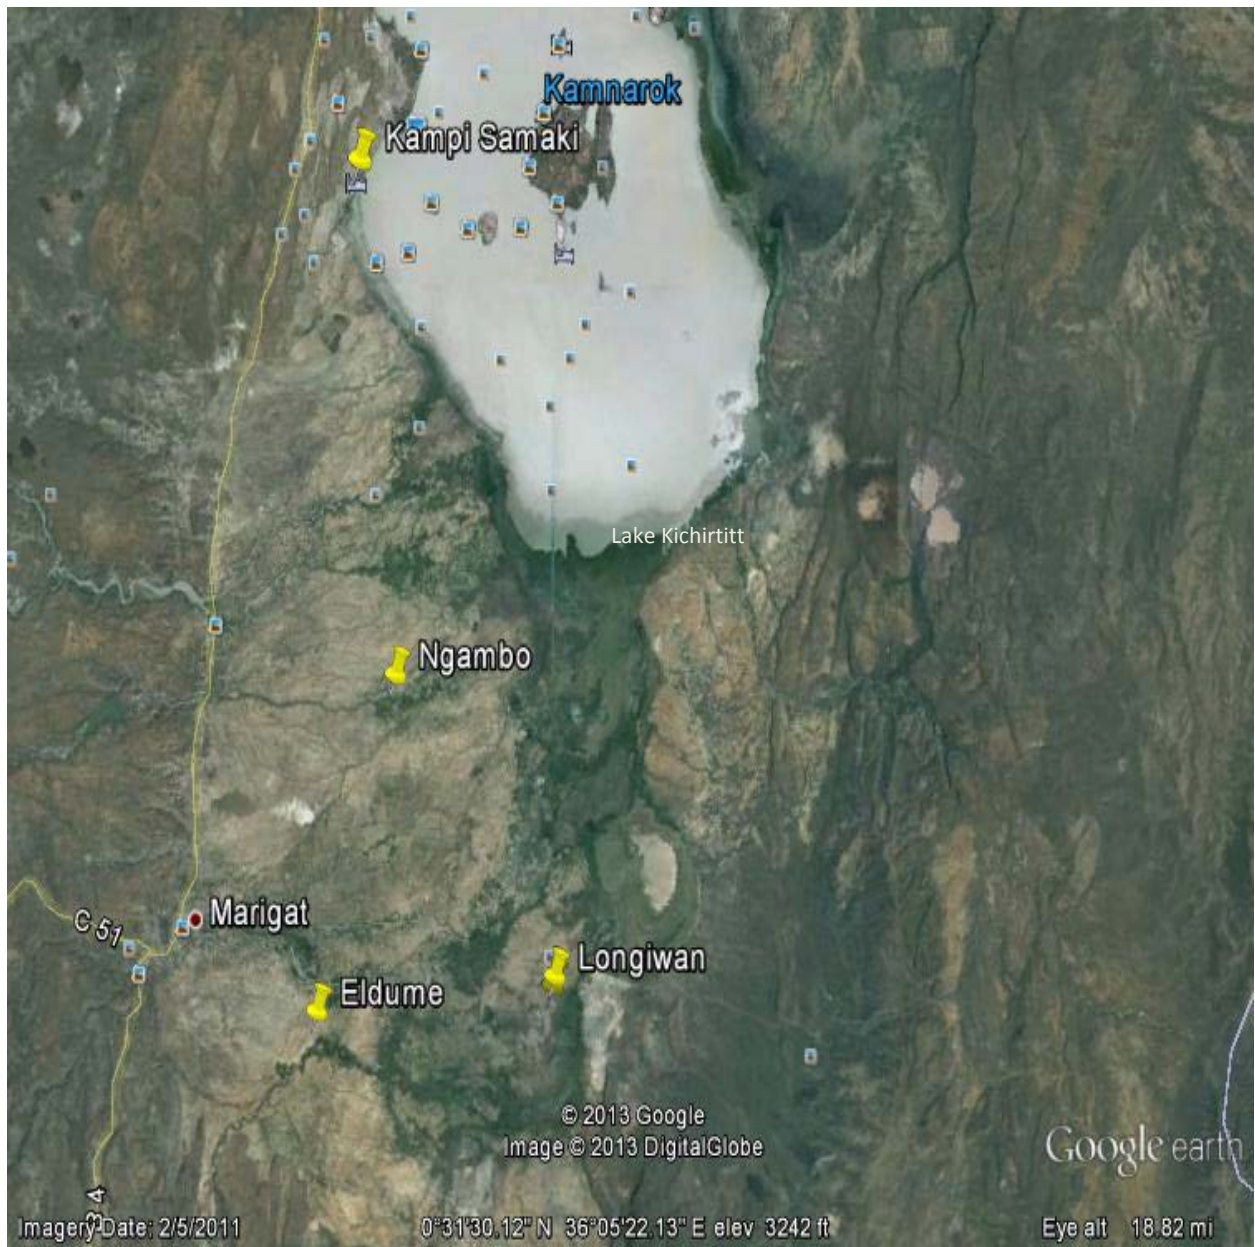 Kamnarok
Kampi Samaki
Lake Kichirtitt
Ngambo
Marigat
C 51
Longiwan
Eldume
© 2013 Google
Image © 2013 DigitalGlobe
Google earth
Imagery Date: 2/5/2011
0°31'30.12" N 36°05'22.13" E elev 3242 ft
Eye alt 18.82 mi